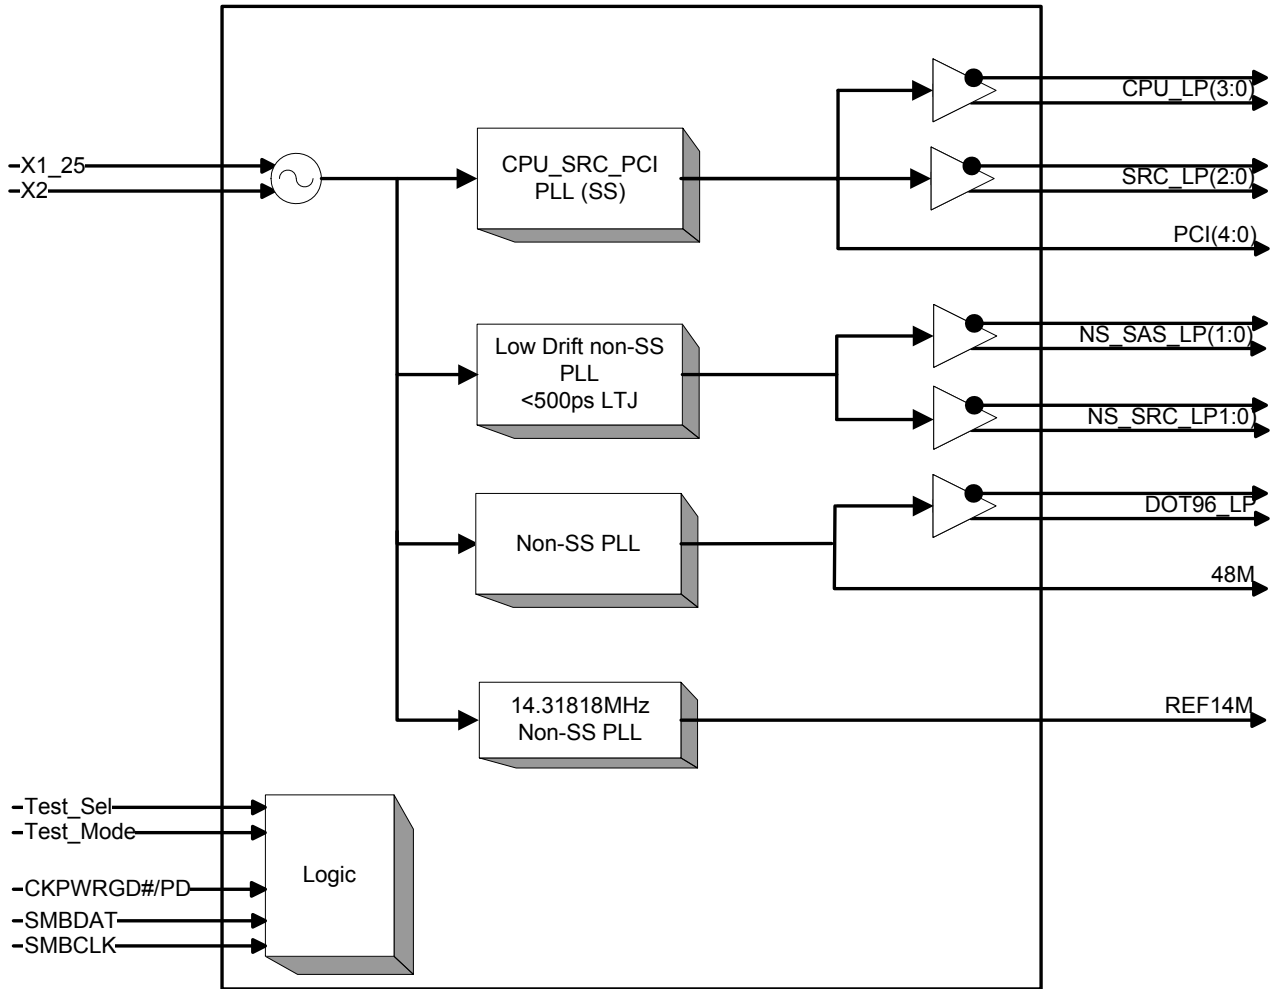 CPU_LP(3:0)
X1_25
X2
CPU_SRC_PCI
PLL (SS)
SRC_LP(2:0)
PCI(4:0)
Low Drift non-SS
PLL
<500ps LTJ
NS_SAS_LP(1:0)
NS_SRC_LP1:0)
Non-SS PLL
DOT96_LP
48M
14.31818MHz
Non-SS PLL
REF14M
Test_Sel
Test_Mode
CKPWRGD#/PD
SMBDAT
SMBCLK
Logic